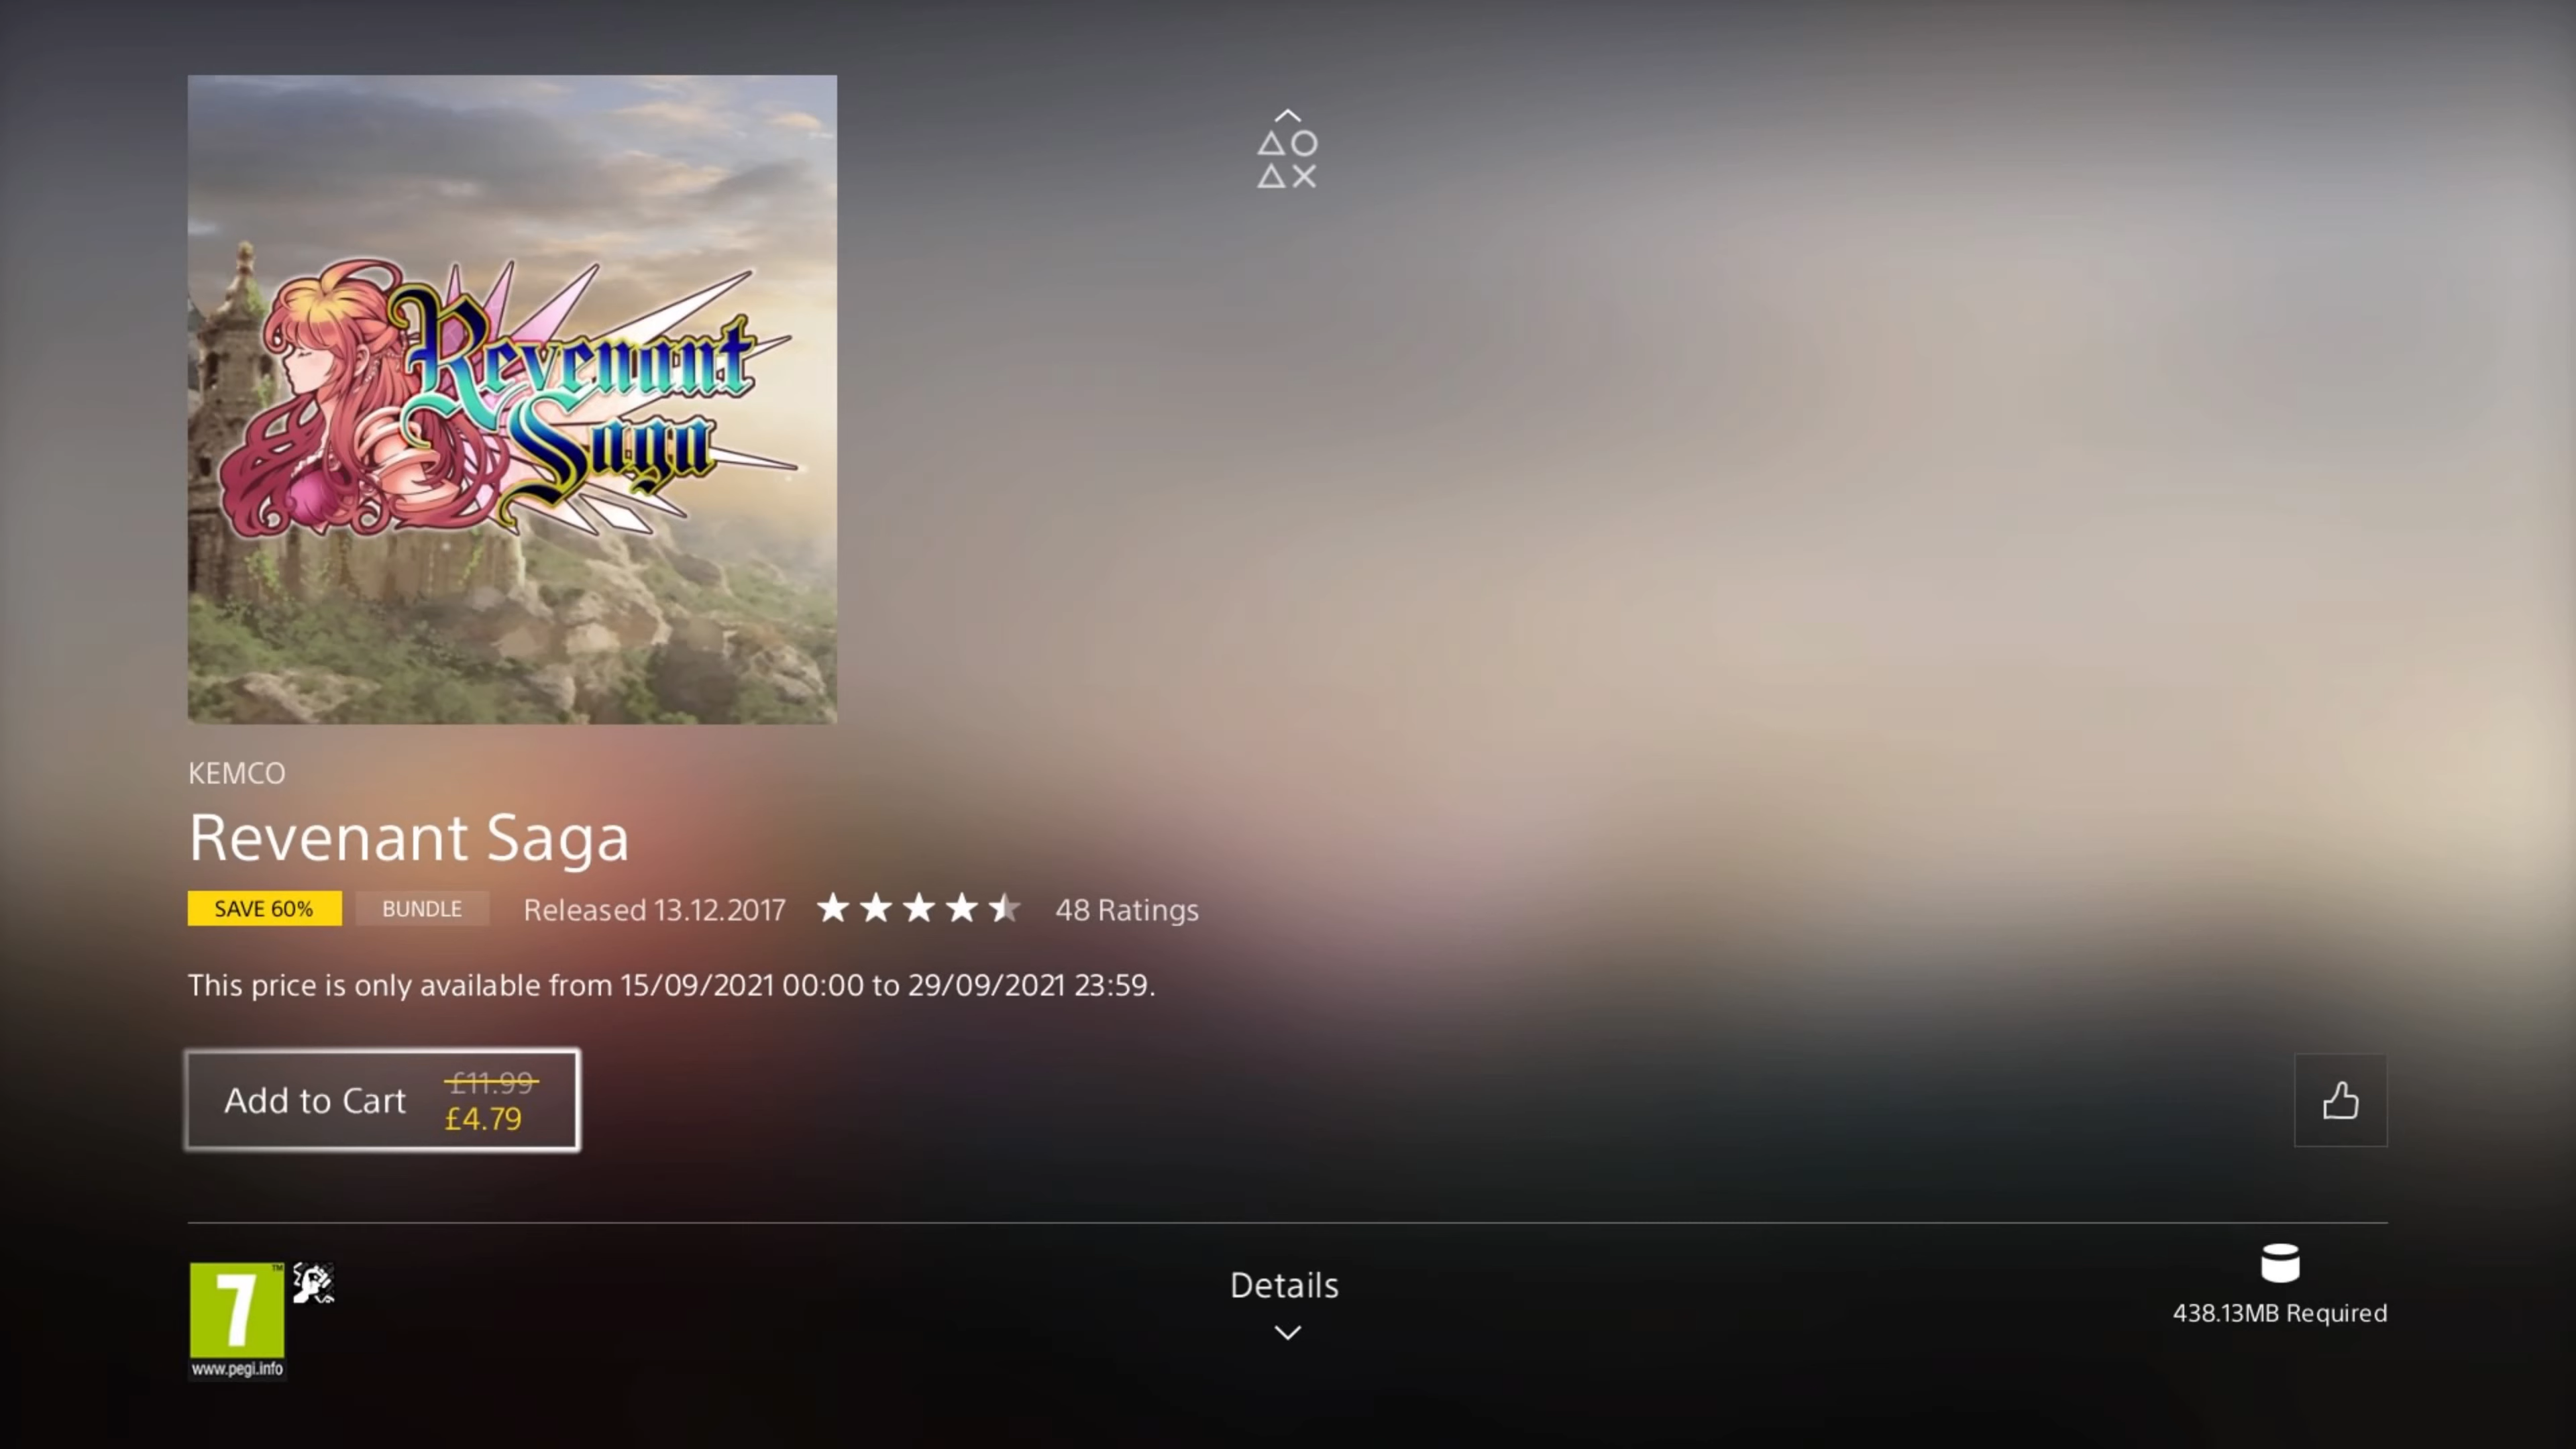 Revenant
Saga
KEMCO
Revenant Saga
SAVE 60% BUNDLE Released 13.12.2017 48 Ratings
This price is only available from 15/09/2021 00:00 to 29/09/2021 23:59.
Add to Cart £11.99
£4.79
7 ™
www.pegi.info
Details
438.13MB Required